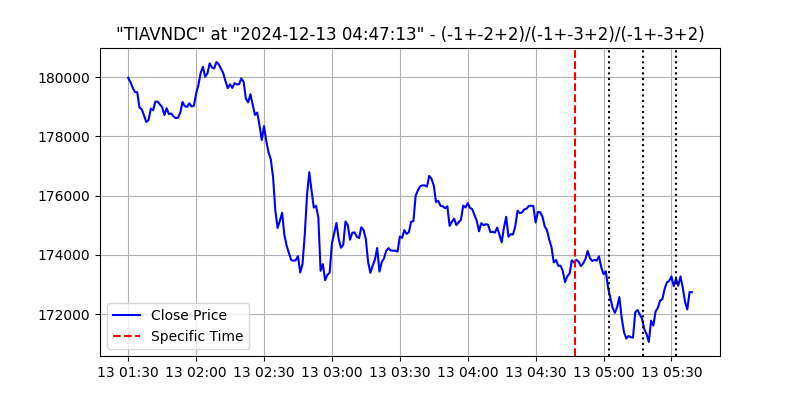 "TIAVNDC" at "2024-12-13 04:47:13" - (-1+-2+2)/(-1+-3+2)/(-1+-3+2)
180000
178000
176000
174000
172000
Close Price
Specific Time
13 01:30 13 02:00 13 02:30 13 03:00 13 03:30 13 04:00 13 04:30 13 05:00 13 05:30